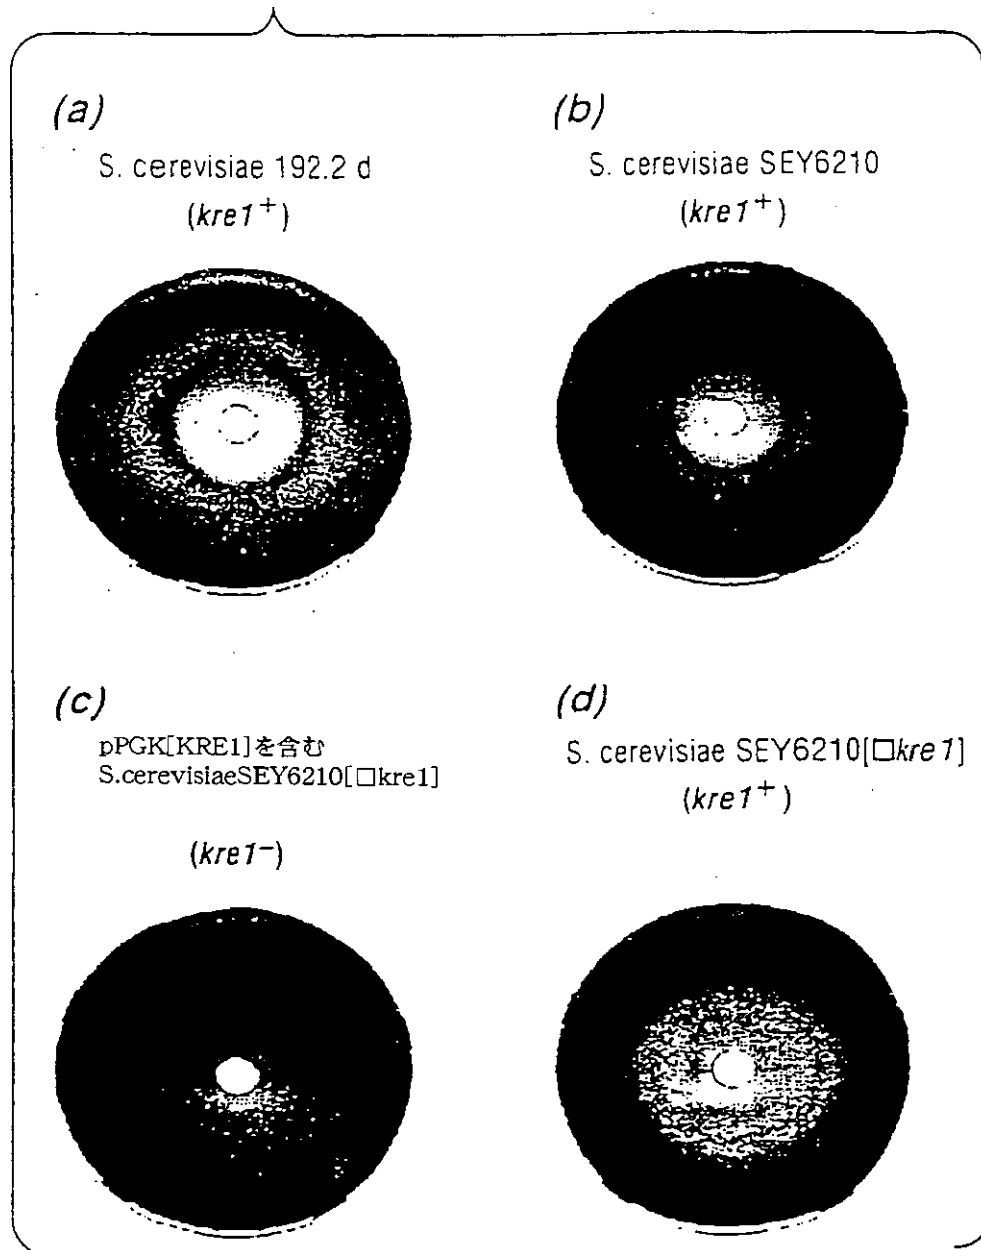 (a)
S. cerevisiae 192.2 d
(kre1⁺)
(b)
S. cerevisiae SEY6210
(kre1⁺)
(c)
pPGK[KRE1]を含む
S.cerevisiaeSEY6210[□kre1]
(kre1⁻)
(d)
S. cerevisiae SEY6210[□kre1]
(kre1⁺)